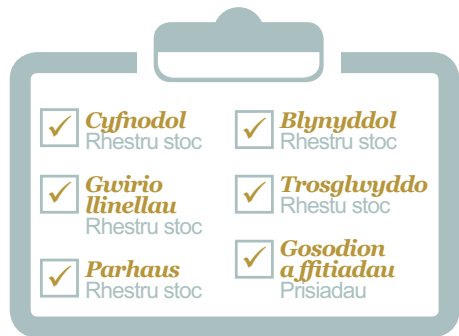 Cyfnodol
Rhestru stoc
Gwirio
llinellau
Rhestru stoc
Parhaus
Rhestru stoc
Blynyddol
Rhestru stoc
Trosglwyddo
Rhestu stoc
Gosodion
a ffitiadau
Prisiadau